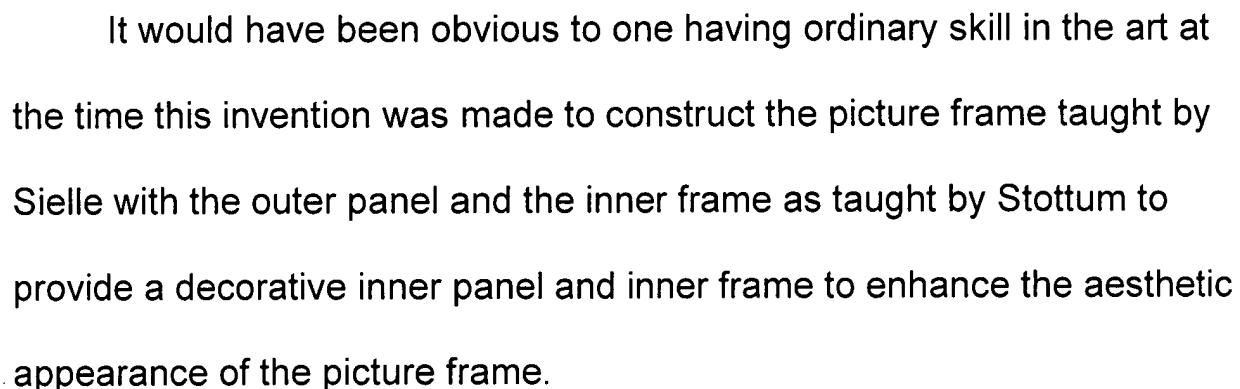 It would have been obvious to one having ordinary skill in the art at
the time this invention was made to construct the picture frame taught by
Sielle with the outer panel and the inner frame as taught by Stottum to
provide a decorative inner panel and inner frame to enhance the aesthetic
appearance of the picture frame.